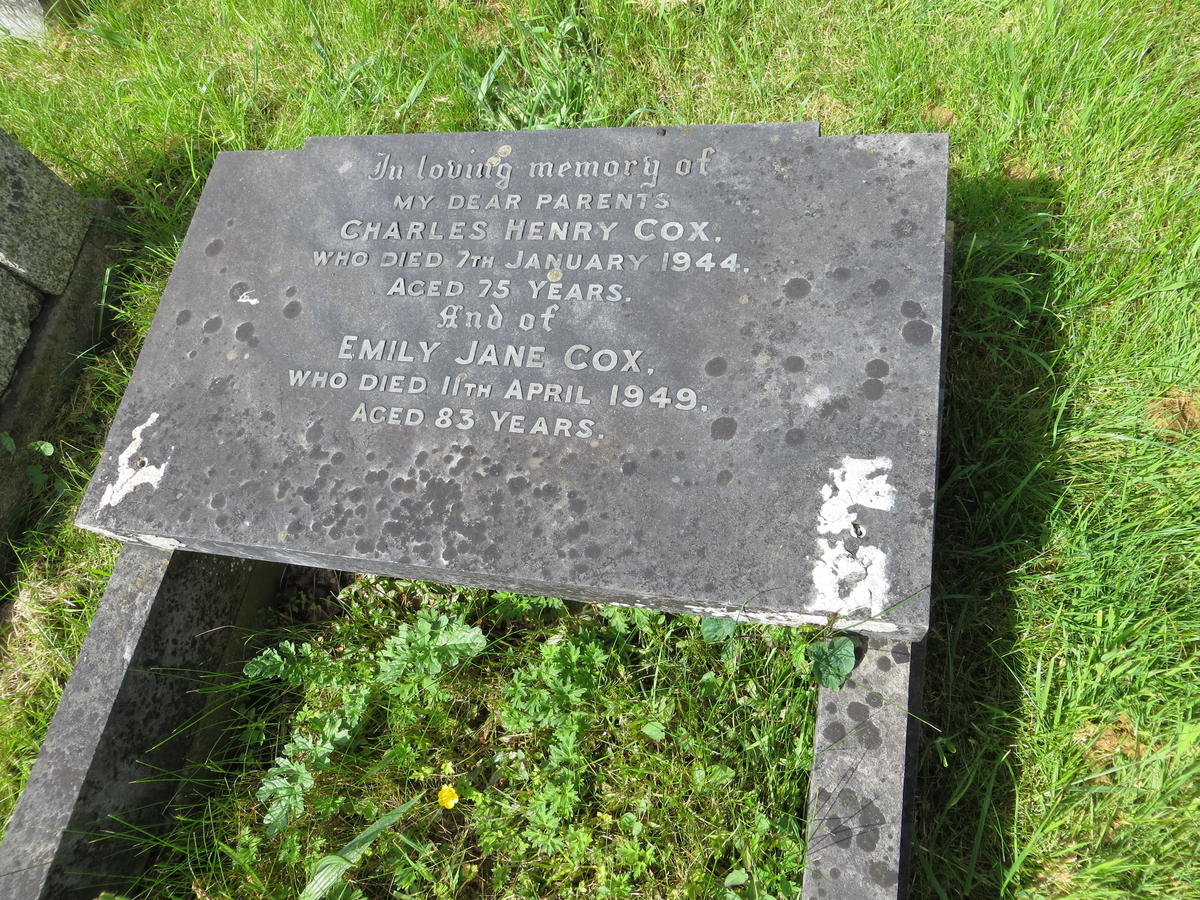 In loving memory of
MY DEAR PARENTS
CHARLES HENRY COX,
WHO DIED 7TH JANUARY 1944,
AGED 75 YEARS.
And of
EMILY JANE COX,
WHO DIED 11TH APRIL 1949,
AGED 83 YEARS.